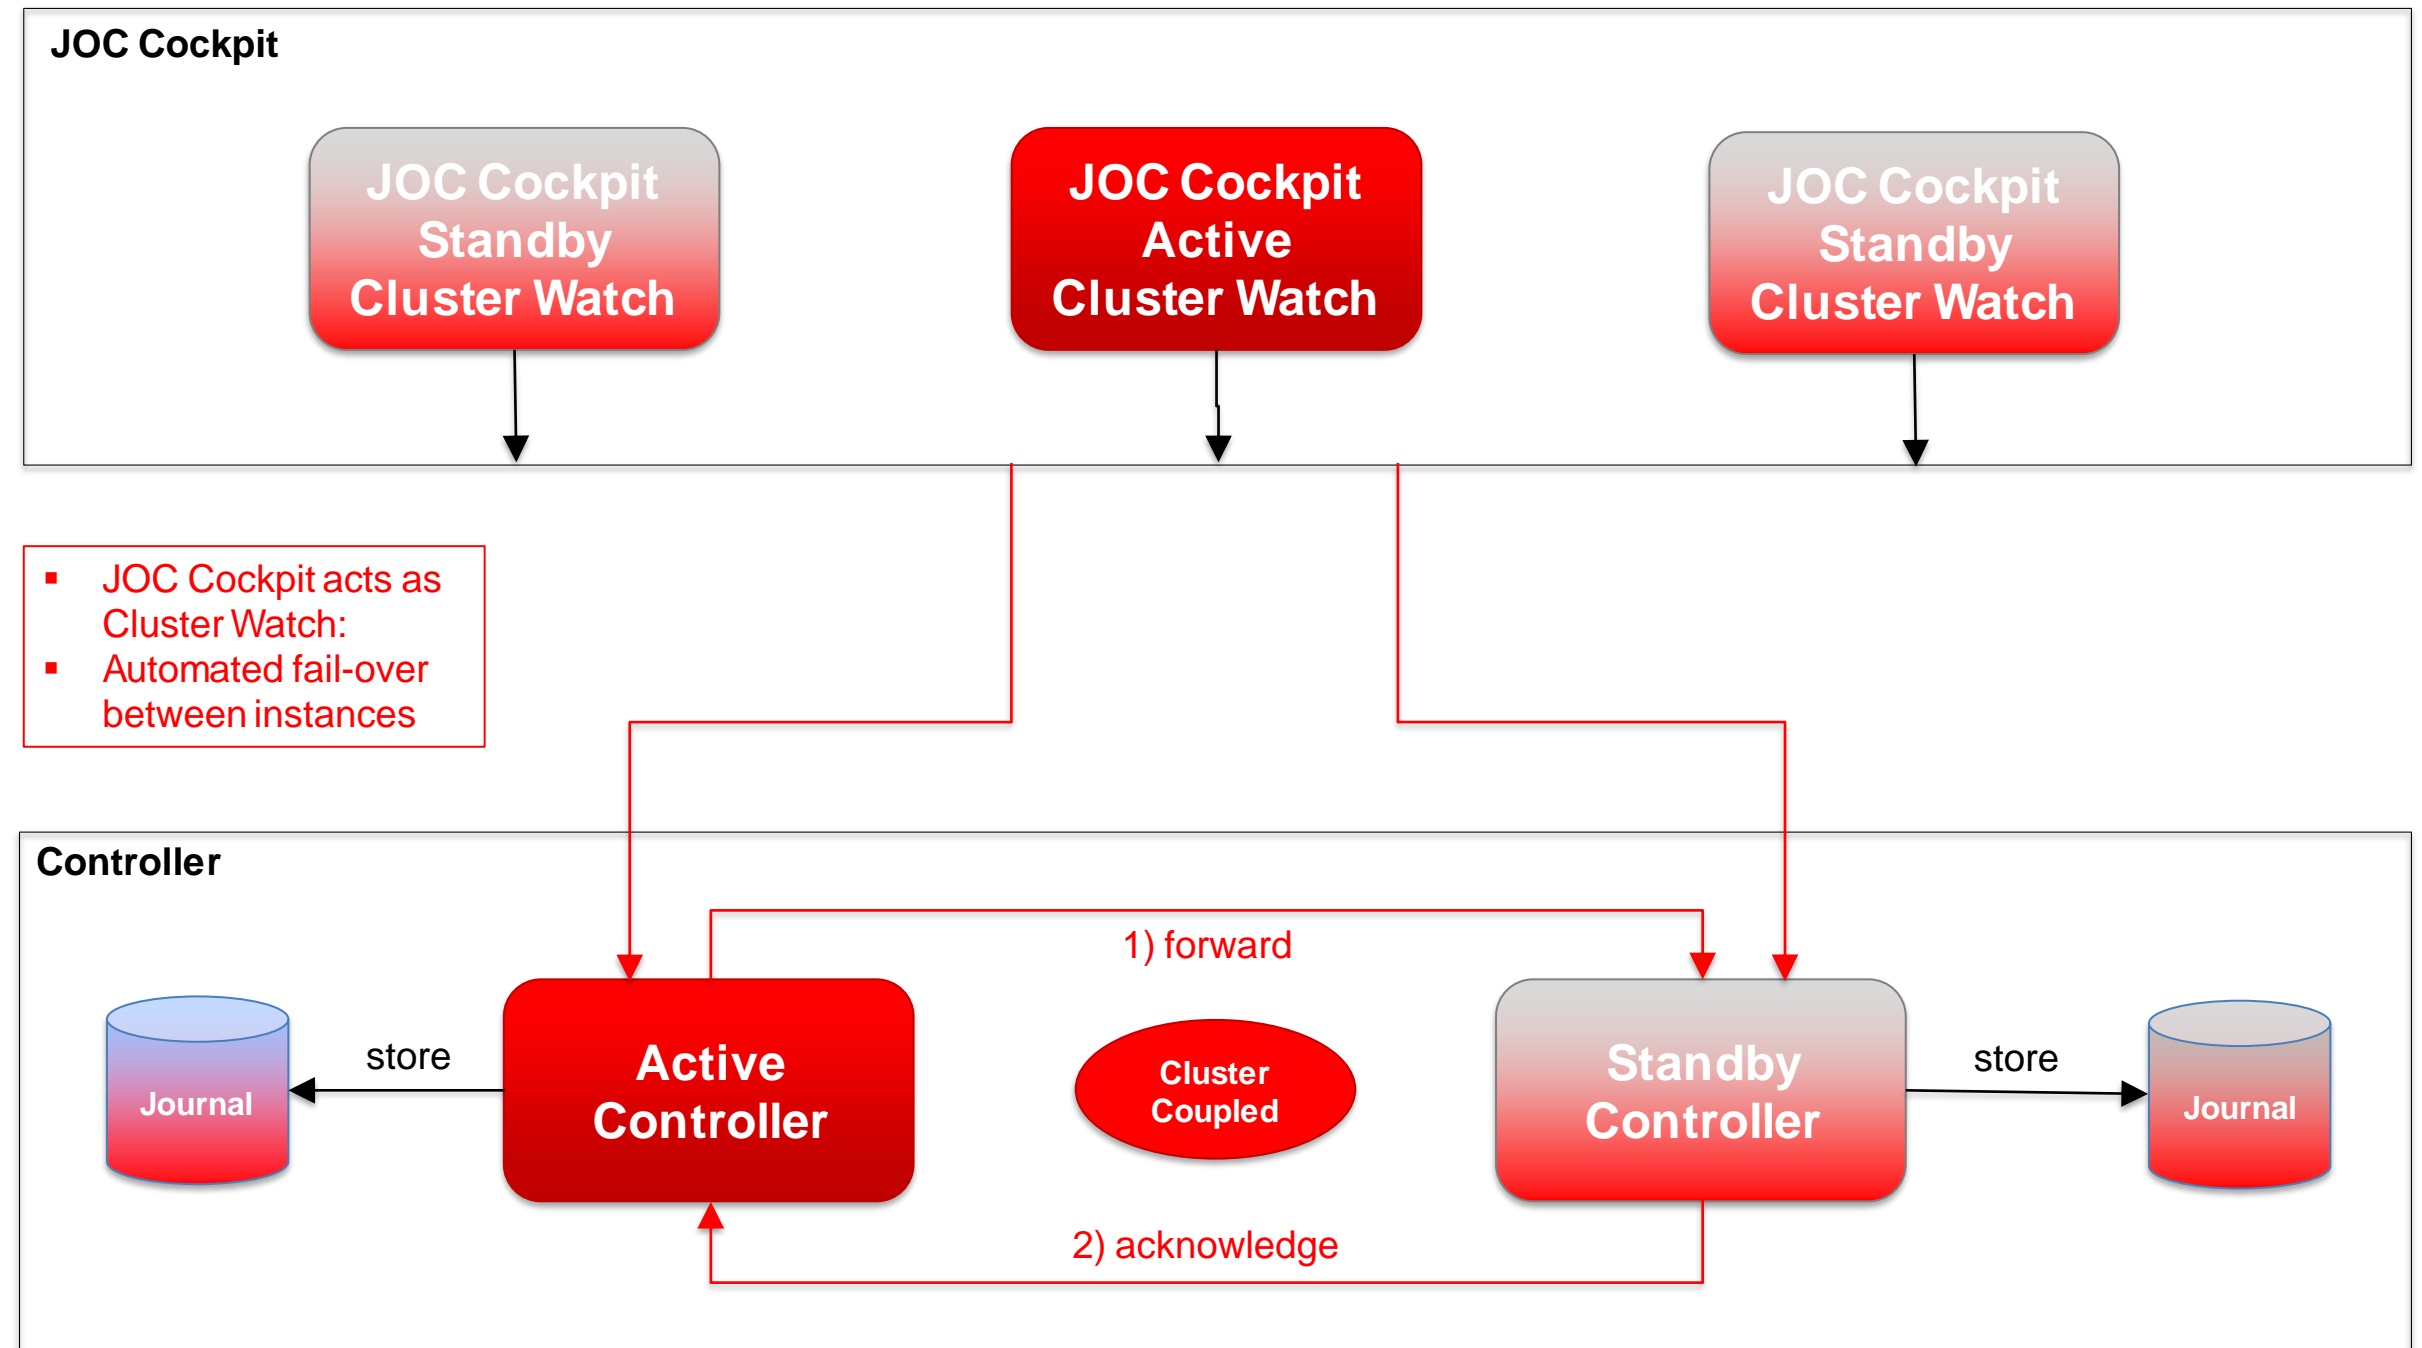 JOC Cockpit
JOC Cockpit
Standby
Cluster Watch
JOC Cockpit
Active
Cluster Watch
JOC Cockpit
Standby
Cluster Watch
▪ JOC Cockpit acts as
Cluster Watch:
▪ Automated fail-over
between instances
Controller
1) forward
Journal
store
Active
Controller
Cluster
Coupled
Standby
Controller
store
Journal
2) acknowledge